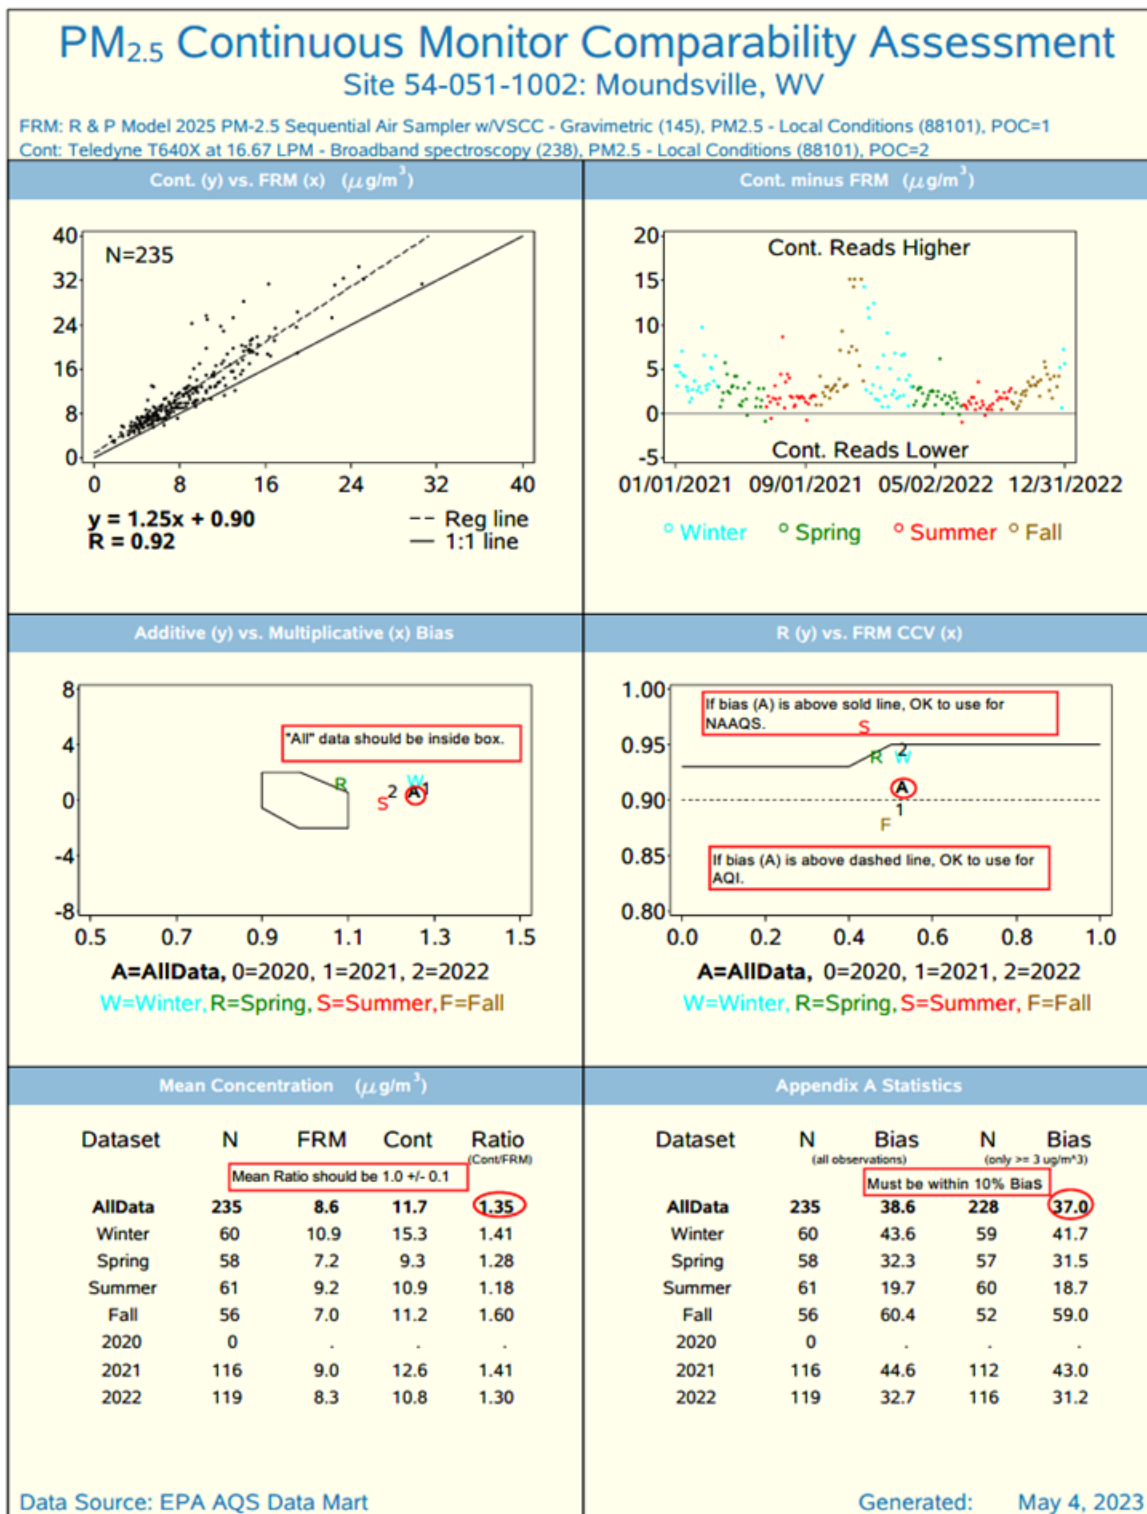 PM2.5 Continuous Monitor Comparability Assessment
Site 54-051-1002: Moundsville, WV
FRM: R & P Model 2025 PM-2.5 Sequential Air Sampler w/VSCC - Gravimetric (145), PM2.5 - Local Conditions (88101), POC=1
Cont: Teledyne T640X at 16.67 LPM - Broadband spectroscopy (238), PM2.5 - Local Conditions (88101), POC=2
Cont. (y) vs. FRM (x) (μg/m³)
40
N=235
32
24
16
8
0
0 8 16 24 32 40
y = 1.25x + 0.90
R = 0.92
-- Reg line
— 1:1 line
Cont. minus FRM (μg/m³)
20
Cont. Reads Higher
15
10
5
0
Cont. Reads Lower
-5
01/01/2021 09/01/2021 05/02/2022 12/31/2022
Winter Spring Summer Fall
Additive (y) vs. Multiplicative (x) Bias
8
"All" data should be inside box.
4
R S 2 W A 1
0
-4
-8
0.5 0.7 0.9 1.1 1.3 1.5
A=AllData, 0=2020, 1=2021, 2=2022
W=Winter, R=Spring, S=Summer, F=Fall
R (y) vs. FRM CCV (x)
1.00
If bias (A) is above sold line, OK to use for
NAAQS.
S
0.95
R 2 W
A
0.90
F 1
0.85
If bias (A) is above dashed line, OK to use for
AQI.
0.80
0.0 0.2 0.4 0.6 0.8 1.0
A=AllData, 0=2020, 1=2021, 2=2022
W=Winter, R=Spring, S=Summer, F=Fall
Mean Concentration (μg/m³)
Dataset N FRM Cont Ratio
(Cont/FRM)
Mean Ratio should be 1.0 +/- 0.1
AllData 235 8.6 11.7 1.35
Winter 60 10.9 15.3 1.41
Spring 58 7.2 9.3 1.28
Summer 61 9.2 10.9 1.18
Fall 56 7.0 11.2 1.60
2020 0 . . .
2021 116 9.0 12.6 1.41
2022 119 8.3 10.8 1.30
Appendix A Statistics
Dataset N Bias N Bias
(all observations) (only >= 3 ug/m^3)
Must be within 10% Bias
AllData 235 38.6 228 37.0
Winter 60 43.6 59 41.7
Spring 58 32.3 57 31.5
Summer 61 19.7 60 18.7
Fall 56 60.4 52 59.0
2020 0 . . .
2021 116 44.6 112 43.0
2022 119 32.7 116 31.2
Data Source: EPA AQS Data Mart
Generated: May 4, 2023